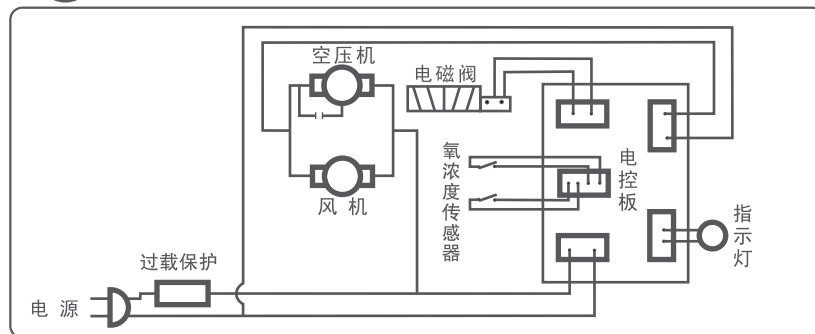 空压机
电磁阀
氧浓度传感器
电控板
风 机
指示灯
过载保护
电 源